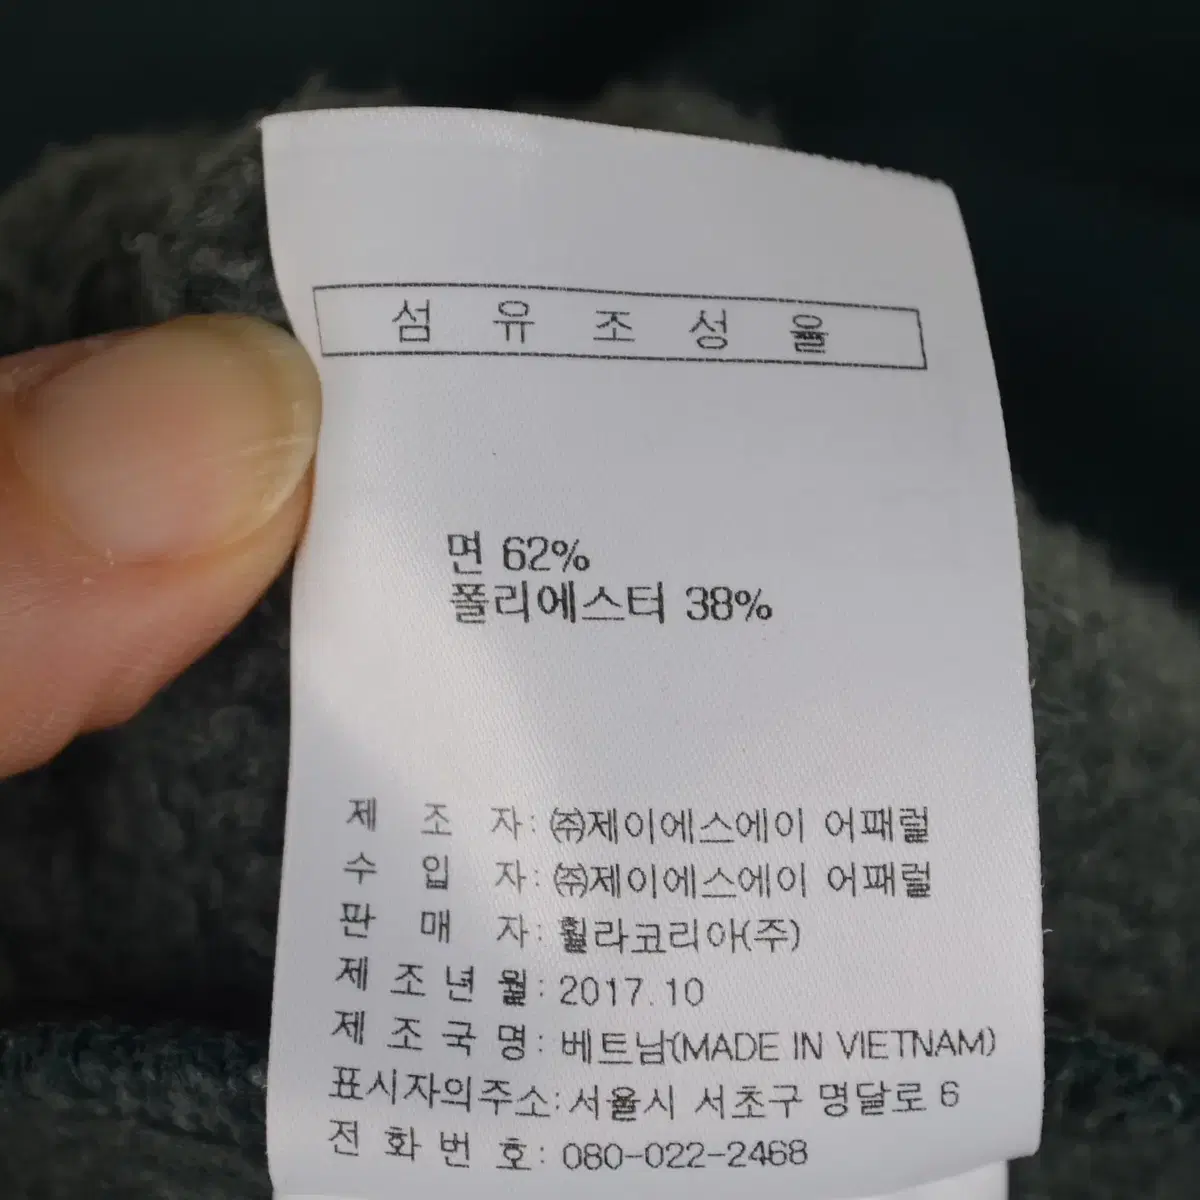 섬유조성율
면 62%
폴리에스터 38%
제조자: ㈜제이에스에이 어패럴
수입자: ㈜제이에스에이 어패럴
판매자: 휠라코리아(주)
제조년월: 2017.10
제조국명: 베트남(MADE IN VIETNAM)
표시자의주소: 서울시 서초구 명달로 6
전화번호: 080-022-2468